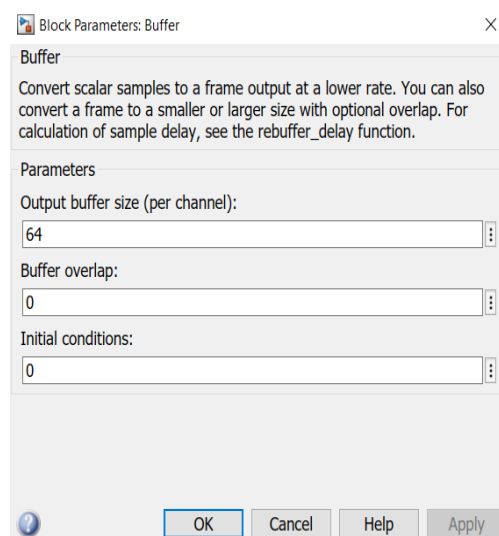 Block Parameters: Buffer
Buffer
Convert scalar samples to a frame output at a lower rate. You can also
convert a frame to a smaller or larger size with optional overlap. For
calculation of sample delay, see the rebuffer_delay function.
Parameters
Output buffer size (per channel):
64
Buffer overlap:
0
Initial conditions:
0
OK Cancel Help Apply